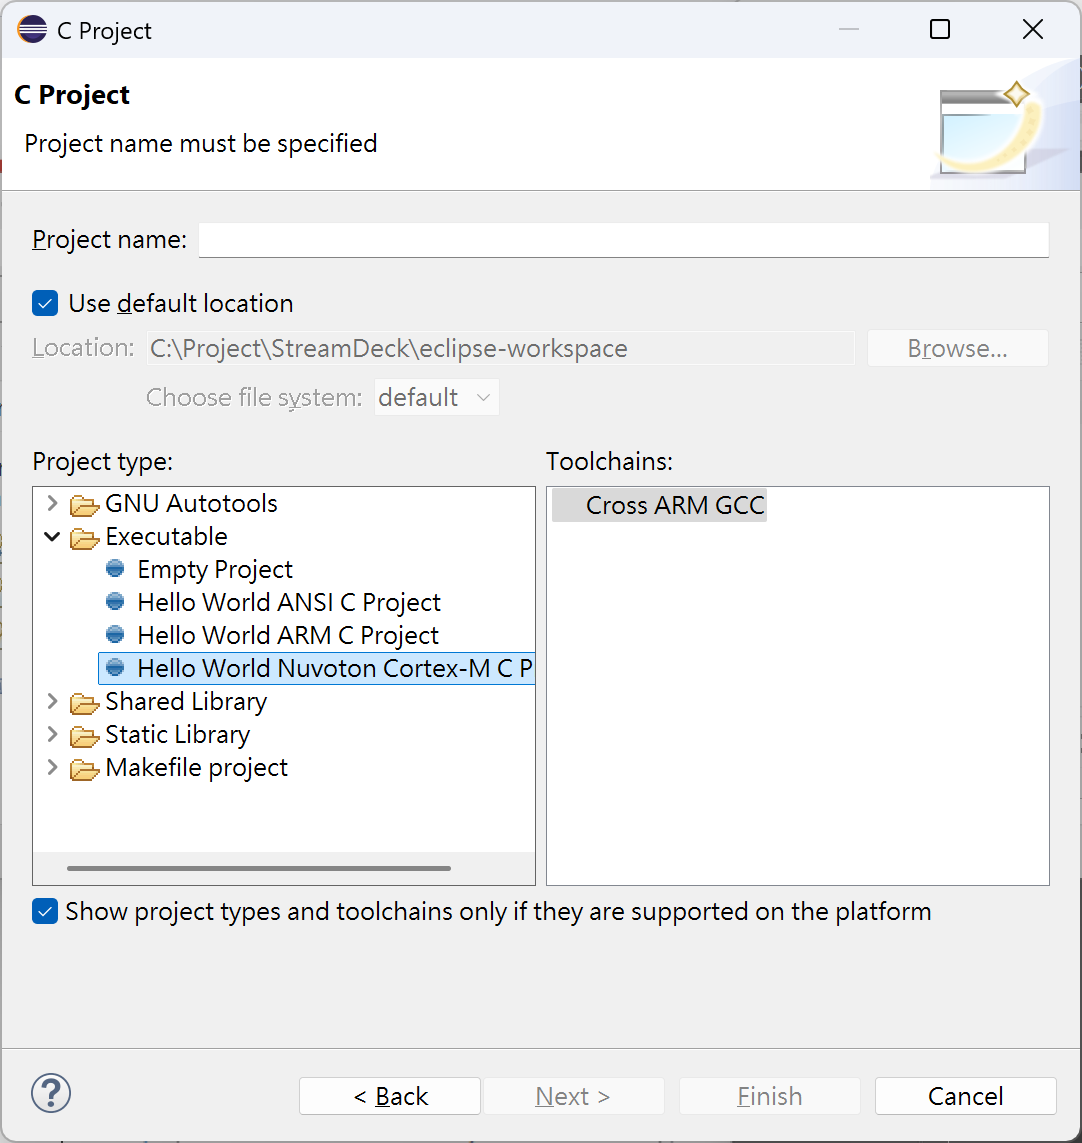 C Project
C Project
Project name must be specified
Project name:
Use default location
Location: C:\Project\StreamDeck\eclipse-workspace Browse...
Choose file system: default
Project type:
GNU Autotools
Executable
Empty Project
Hello World ANSI C Project
Hello World ARM C Project
Hello World Nuvoton Cortex-M C P
Shared Library
Static Library
Makefile project
Toolchains:
Cross ARM GCC
Show project types and toolchains only if they are supported on the platform
? < Back Next > Finish Cancel